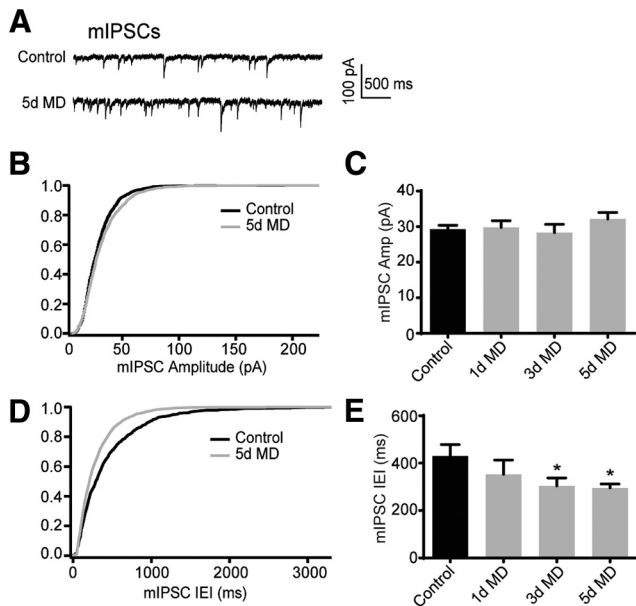 A
mIPSCs
Control
5d MD
100 pA
500 ms
B
1.0
0.8
0.6
0.4
0.2
0.0
0
50
100
150
200
mIPSC Amplitude (pA)
Control
5d MD
C
mIPSC Amp (pA)
40
30
20
10
0
Control
1d MD
3d MD
5d MD
D
1.0
0.8
0.6
0.4
0.2
0.0
0
1000
2000
3000
mIPSC IEI (ms)
Control
5d MD
E
mIPSC IEI (ms)
600
400
200
0
*
*
Control
1d MD
3d MD
5d MD